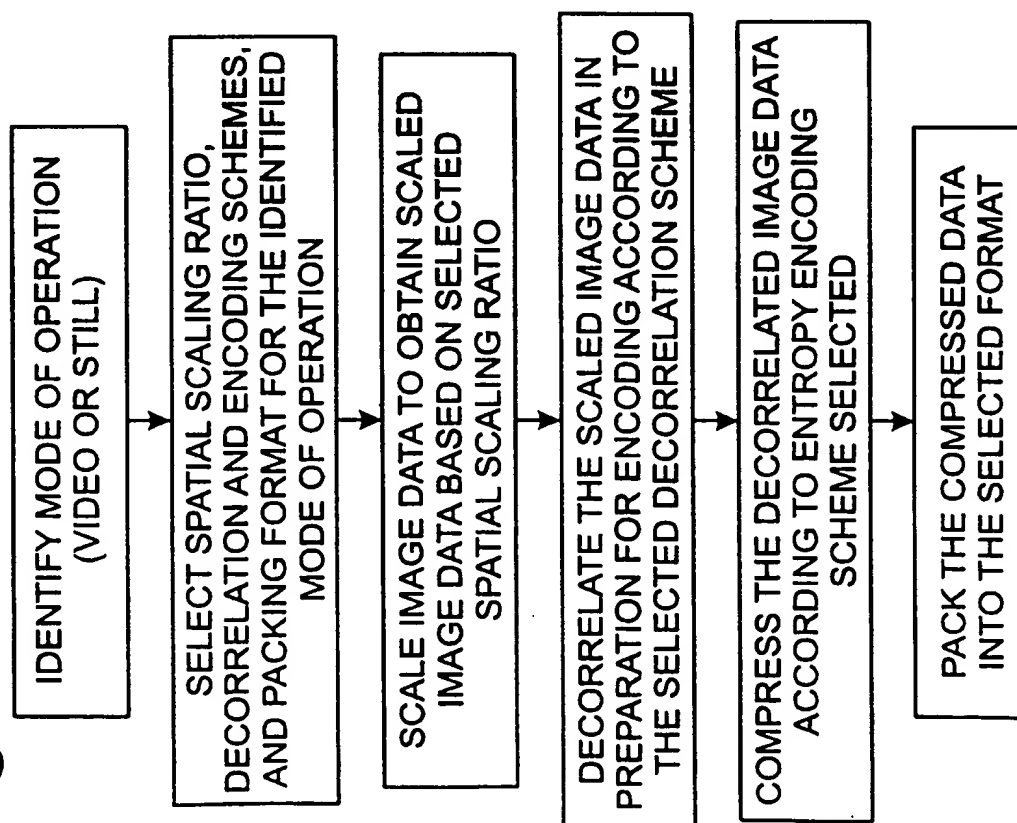 IDENTIFY MODE OF OPERATION
(VIDEO OR STILL)
SELECT SPATIAL SCALING RATIO,
DECORRELATION AND ENCODING SCHEMES,
AND PACKING FORMAT FOR THE IDENTIFIED
MODE OF OPERATION
SCALE IMAGE DATA TO OBTAIN SCALED
IMAGE DATA BASED ON SELECTED
SPATIAL SCALING RATIO
DECORRELATE THE SCALED IMAGE DATA IN
PREPARATION FOR ENCODING ACCORDING TO
THE SELECTED DECORRELATION SCHEME
COMPRESS THE DECORRELATED IMAGE DATA
ACCORDING TO ENTROPY ENCODING
SCHEME SELECTED
PACK THE COMPRESSED DATA
INTO THE SELECTED FORMAT